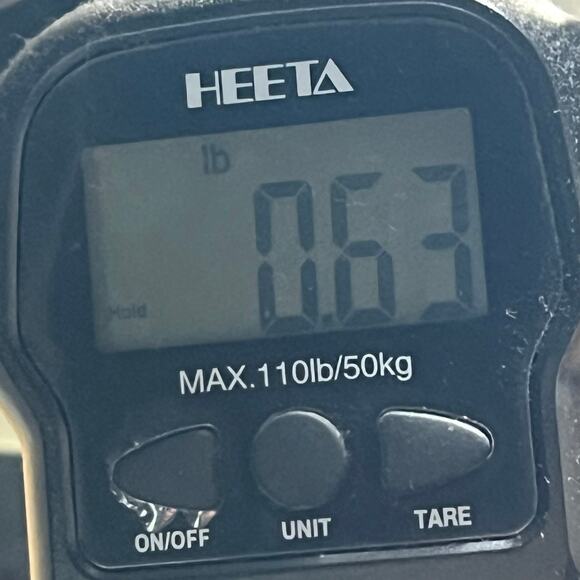 HEETA
lb
0.63
Hold
MAX.110lb/50kg
ON/OFF UNIT TARE